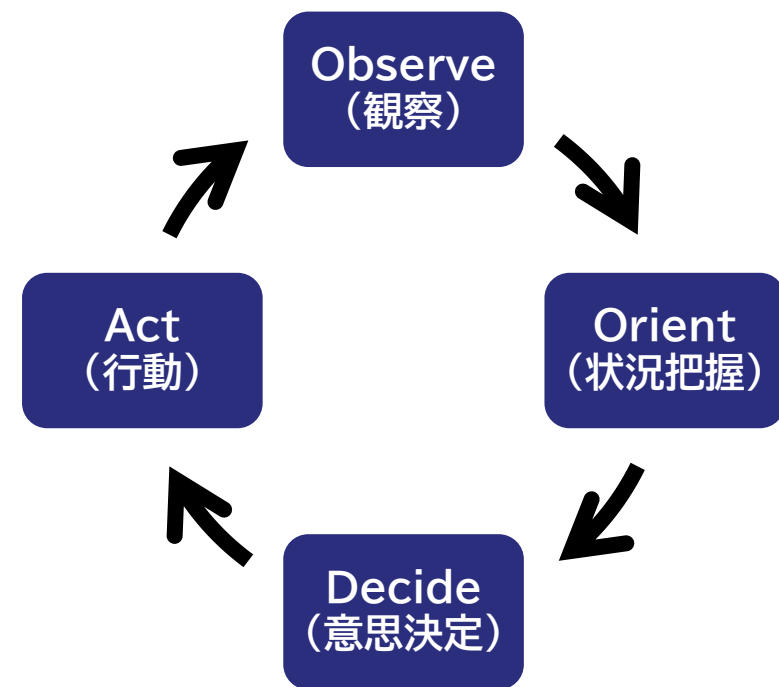 Observe
（観察）
Orient
（状況把握）
Decide
（意思決定）
Act
（行動）